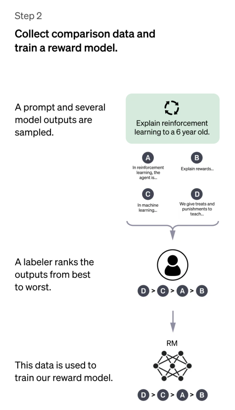 Step 2
Collect comparison data and
train a reward model.
A prompt and several
model outputs are
sampled.
Explain reinforcement
learning to a 6 year old.
A
In reinforcement
learning, the
agent is...
B
Explain rewards...
C
In machine
learning...
D
We give treats and
punishments to
teach...
A labeler ranks the
outputs from best
to worst.
D > C > A > B
RM
This data is used to
train our reward model.
D > C > A > B